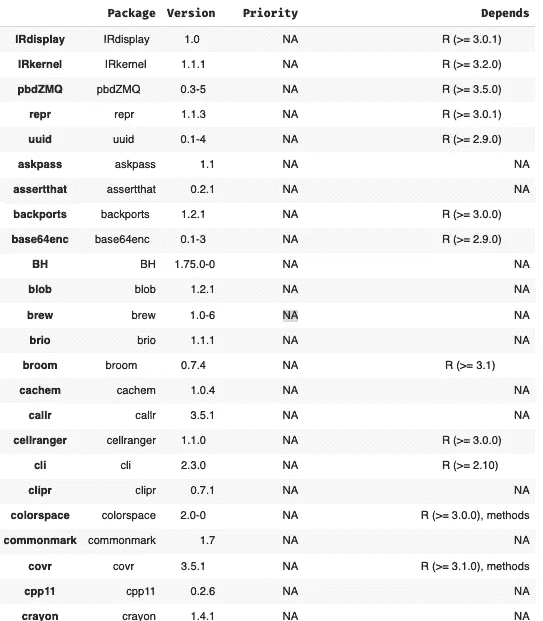 Package Version Priority Depends
IRdisplay IRdisplay 1.0 NA R (>= 3.0.1)
IRkernel IRkernel 1.1.1 NA R (>= 3.2.0)
pbdZMQ pbdZMQ 0.3-5 NA R (>= 3.5.0)
repr repr 1.1.3 NA R (>= 3.0.1)
uuid uuid 0.1-4 NA R (>= 2.9.0)
askpass askpass 1.1 NA NA
assertthat assertthat 0.2.1 NA NA
backports backports 1.2.1 NA R (>= 3.0.0)
base64enc base64enc 0.1-3 NA R (>= 2.9.0)
BH BH 1.75.0-0 NA NA
blob blob 1.2.1 NA NA
brew brew 1.0-6 NA NA
brio brio 1.1.1 NA NA
broom broom 0.7.4 NA R (>= 3.1)
cachem cachem 1.0.4 NA NA
callr callr 3.5.1 NA NA
cellranger cellranger 1.1.0 NA R (>= 3.0.0)
cli cli 2.3.0 NA R (>= 2.10)
clipr clipr 0.7.1 NA NA
colorspace colorspace 2.0-0 NA R (>= 3.0.0), methods
commonmark commonmark 1.7 NA NA
covr covr 3.5.1 NA R (>= 3.1.0), methods
cpp11 cpp11 0.2.6 NA NA
crayon crayon 1.4.1 NA NA